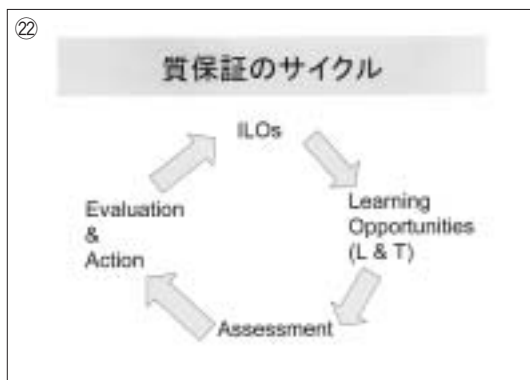 ㉒
質保証のサイクル
ILOs
Learning
Opportunities
(L & T)
Assessment
Evaluation
&
Action